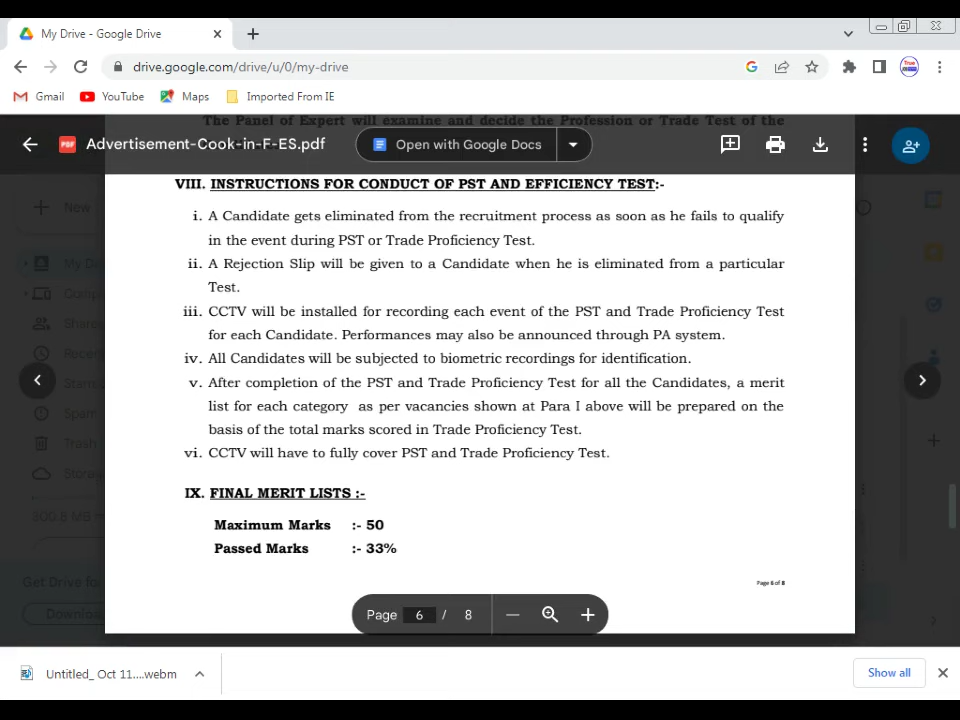 My Drive - Google Drive
drive.google.com/drive/u/0/my-drive
Gmail YouTube Maps Imported From IE
The Panel of Expert will examine and decide the Profession or Trade Test of the
Advertisement-Cook-in-F-ES.pdf Open with Google Docs
VIII. INSTRUCTIONS FOR CONDUCT OF PST AND EFFICIENCY TEST:-
New
i. A Candidate gets eliminated from the recruitment process as soon as he fails to qualify
in the event during PST or Trade Proficiency Test.
ii. A Rejection Slip will be given to a Candidate when he is eliminated from a particular
Test.
iii. CCTV will be installed for recording each event of the PST and Trade Proficiency Test
for each Candidate. Performances may also be announced through PA system.
iv. All Candidates will be subjected to biometric recordings for identification.
v. After completion of the PST and Trade Proficiency Test for all the Candidates, a merit
list for each category as per vacancies shown at Para I above will be prepared on the
basis of the total marks scored in Trade Proficiency Test.
vi. CCTV will have to fully cover PST and Trade Proficiency Test.
Spam
Trash
IX. FINAL MERIT LISTS :-
Maximum Marks :- 50
Passed Marks :- 33%
Get Drive fo
Page 6 of 8
Page 6 / 8
Untitled_ Oct 11....webm
Show all